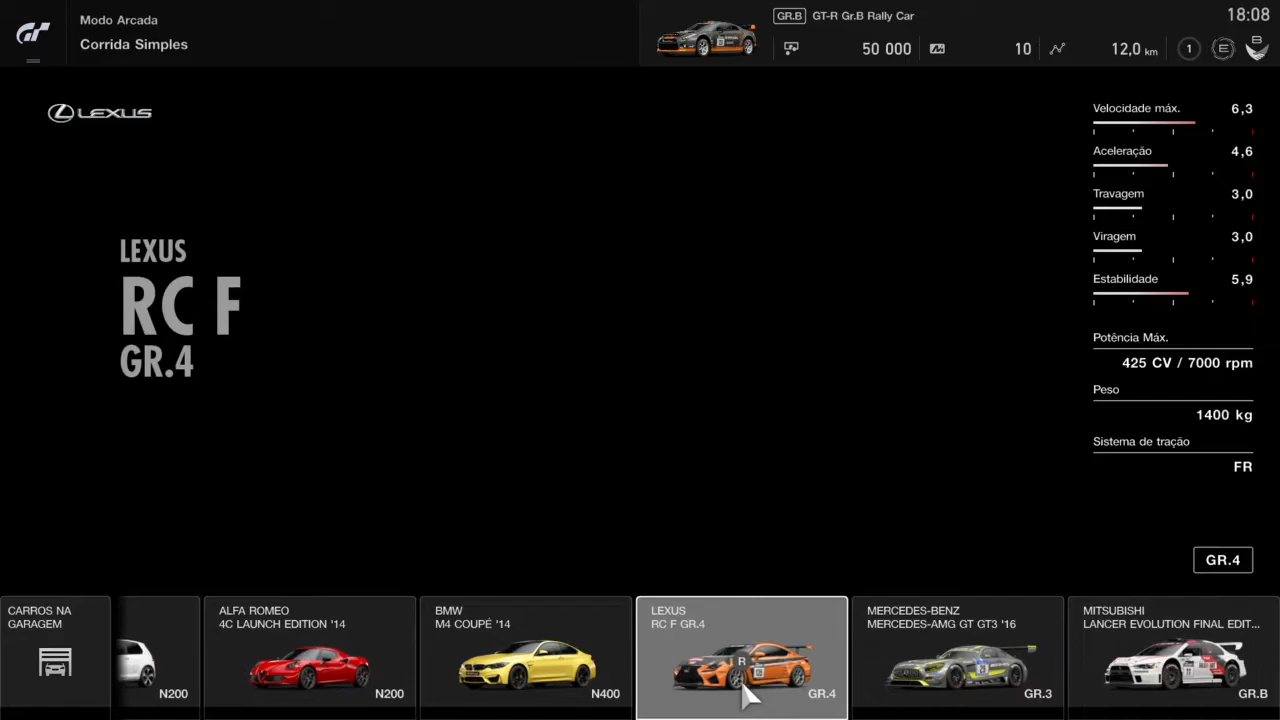 Modo Arcada
Corrida Simples
GR.B GT-R Gr.B Rally Car
50 000
10
12,0 km
1
E
B
18:08
LEXUS
LEXUS
RC F
GR.4
Velocidade máx. 6,3
Aceleração 4,6
Travagem 3,0
Viragem 3,0
Estabilidade 5,9
Potência Máx.
425 CV / 7000 rpm
Peso
1400 kg
Sistema de tração
FR
GR.4
CARROS NA
GARAGEM
N200
ALFA ROMEO
4C LAUNCH EDITION '14
N200
BMW
M4 COUPÉ '14
N400
LEXUS
RC F GR.4
R
GR.4
MERCEDES-BENZ
MERCEDES-AMG GT GT3 '16
GR.3
MITSUBISHI
LANCER EVOLUTION FINAL EDIT...
GR.B